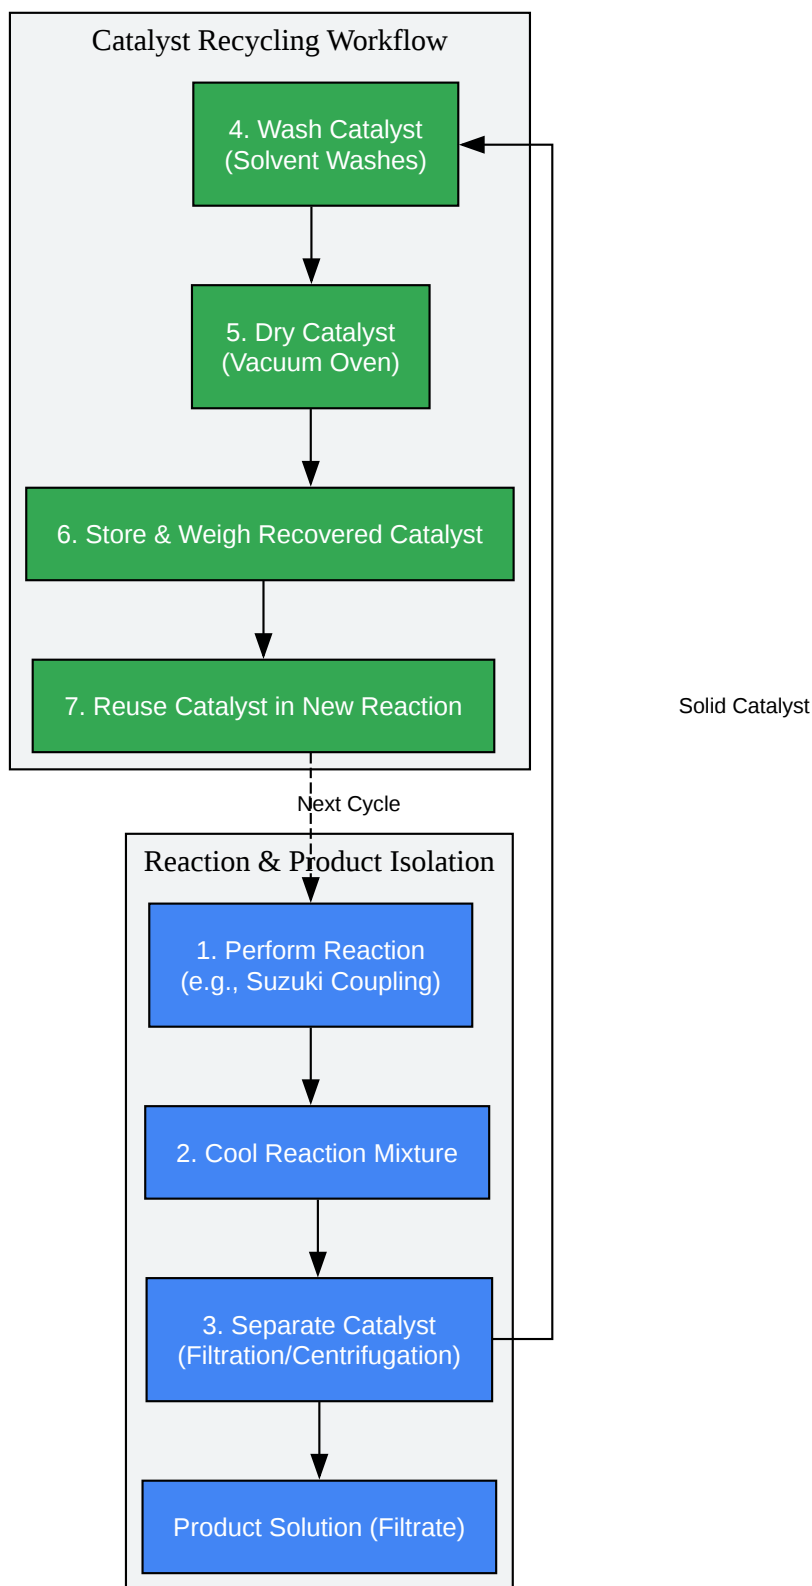 Catalyst Recycling Workflow
4. Wash Catalyst
(Solvent Washes)
5. Dry Catalyst
(Vacuum Oven)
6. Store & Weigh Recovered Catalyst
7. Reuse Catalyst in New Reaction
Solid Catalyst
Next Cycle
Reaction & Product Isolation
1. Perform Reaction
(e.g., Suzuki Coupling)
2. Cool Reaction Mixture
3. Separate Catalyst
(Filtration/Centrifugation)
Product Solution (Filtrate)